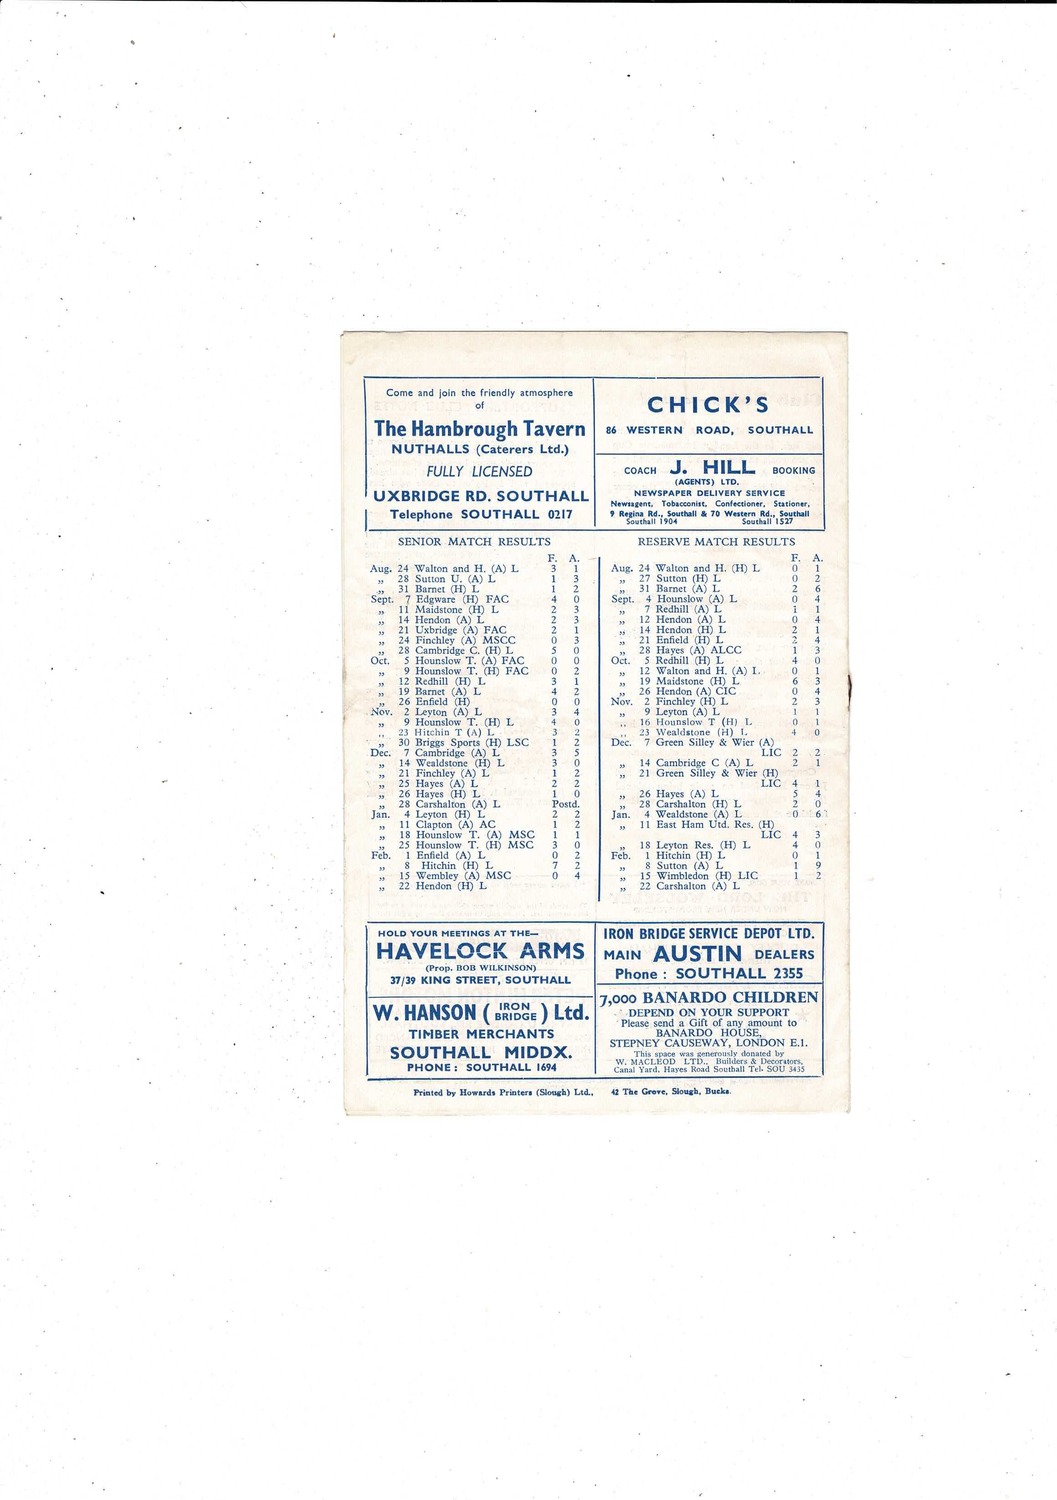 Come and join the friendly atmosphere
of
The Hambrough Tavern
NUTHALLS (Caterers Ltd.)
FULLY LICENSED
UXBRIDGE RD. SOUTHALL
Telephone SOUTHALL 0217
CHICK'S
86 WESTERN ROAD, SOUTHALL
COACH J. HILL BOOKING
(AGENTS) LTD.
NEWSPAPER DELIVERY SERVICE
Newsagent, Tobacconist, Confectioner, Stationer,
9 Regina Rd., Southall & 70 Western Rd., Southall
Southall 1904 Southall 1527
SENIOR MATCH RESULTS
F. A.
Aug. 24 Walton and H. (A) L 3 1
„ 28 Sutton U. (A) L 1 3
„ 31 Barnet (H) L 1 2
Sept. 7 Edgware (H) FAC 4 0
„ 11 Maidstone (H) L 2 3
„ 14 Hendon (A) L 2 3
„ 21 Uxbridge (A) FAC 2 1
„ 24 Finchley (A) MSCC 0 3
„ 28 Cambridge C. (H) L 5 0
Oct. 5 Hounslow T. (A) FAC 0 0
„ 9 Hounslow T. (H) FAC 0 2
„ 12 Redhill (H) L 3 1
„ 19 Barnet (A) L 4 2
„ 26 Enfield (H) 0 0
Nov. 2 Leyton (A) L 3 4
„ 9 Hounslow T. (H) L 4 0
„ 23 Hitchin T (A) L 3 2
„ 30 Briggs Sports (H) LSC 1 2
Dec. 7 Cambridge (A) L 3 5
„ 14 Wealdstone (H) L 3 0
„ 21 Finchley (A) L 1 2
„ 25 Hayes (A) L 2 2
„ 26 Hayes (H) L 1 0
„ 28 Carshalton (A) L Postd.
Jan. 4 Leyton (H) L 2 2
„ 11 Clapton (A) AC 1 2
„ 18 Hounslow T. (A) MSC 1 1
„ 25 Hounslow T. (H) MSC 3 0
Feb. 1 Enfield (A) L 0 2
„ 8 Hitchin (H) L 7 2
„ 15 Wembley (A) MSC 0 4
„ 22 Hendon (H) L
RESERVE MATCH RESULTS
F. A.
Aug. 24 Walton and H. (H) L 0 1
„ 27 Sutton (H) L 0 2
„ 31 Barnet (A) L 2 6
Sept. 4 Hounslow (A) L 0 4
„ 7 Redhill (A) L 1 1
„ 12 Hendon (A) L 0 4
„ 14 Hendon (H) L 2 1
„ 21 Enfield (H) L 2 4
„ 28 Hayes (A) ALCC 1 3
Oct. 5 Redhill (H) L 4 0
„ 12 Walton and H. (A) L 0 1
„ 19 Maidstone (H) L 6 3
„ 26 Hendon (A) CIC 0 4
Nov. 2 Finchley (H) L 2 3
„ 9 Leyton (A) L 1 1
„ 16 Hounslow T (H) L 0 1
„ 23 Wealdstone (H) L 4 0
Dec. 7 Green Silley & Wier (A)
LIC 2 2
„ 14 Cambridge C (A) L 2 1
„ 21 Green Silley & Wier (H)
LIC 4 1
„ 26 Hayes (A) L 5 4
„ 28 Carshalton (H) L 2 0
Jan. 4 Wealdstone (A) L 0 6
„ 11 East Ham Utd. Res. (H)
LIC 4 3
„ 18 Leyton Res. (H) L 4 0
Feb. 1 Hitchin (H) L 0 1
„ 8 Sutton (A) L 1 9
„ 15 Wimbledon (H) LIC 1 2
„ 22 Carshalton (A) L
HOLD YOUR MEETINGS AT THE—
HAVELOCK ARMS
(Prop. BOB WILKINSON)
37/39 KING STREET, SOUTHALL
W. HANSON ( IRON BRIDGE ) Ltd.
TIMBER MERCHANTS
SOUTHALL MIDDX.
PHONE: SOUTHALL 1694
IRON BRIDGE SERVICE DEPOT LTD.
MAIN AUSTIN DEALERS
Phone: SOUTHALL 2355
7,000 BANARDO CHILDREN
DEPEND ON YOUR SUPPORT
Please send a Gift of any amount to
BANARDO HOUSE,
STEPNEY CAUSEWAY, LONDON E.1.
This space was generously donated by
W. MACLEOD LTD., Builders & Decorators,
Canal Yard, Hayes Road Southall Tel. SOU 3435
Printed by Howards Printers (Slough) Ltd., 42 The Grove, Slough, Bucks.